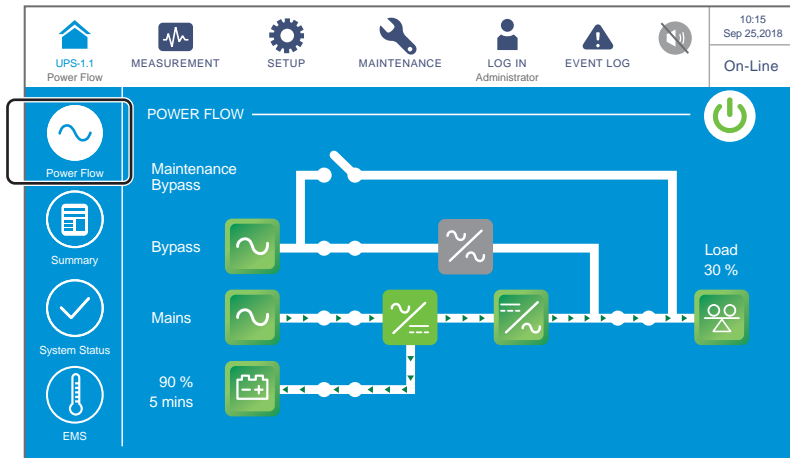 UPS-1.1
Power Flow
MEASUREMENT
SETUP
MAINTENANCE
LOG IN
Administrator
EVENT LOG
10:15
Sep 25,2018
On-Line
Power Flow
Summary
System Status
EMS
POWER FLOW
Maintenance
Bypass
Bypass
Mains
90 %
5 mins
Load
30 %